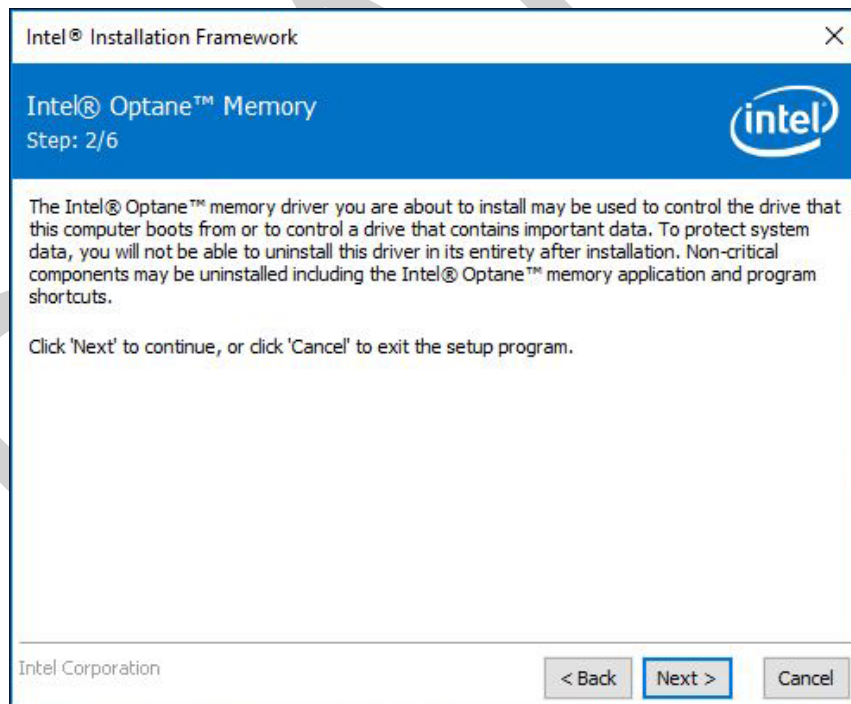 Intel® Installation Framework
Intel® Optane™ Memory
Step: 2/6
intel
The Intel® Optane™ memory driver you are about to install may be used to control the drive that
this computer boots from or to control a drive that contains important data. To protect system
data, you will not be able to uninstall this driver in its entirety after installation. Non-critical
components may be uninstalled including the Intel® Optane™ memory application and program
shortcuts.
Click 'Next' to continue, or click 'Cancel' to exit the setup program.
Intel Corporation
< Back Next > Cancel